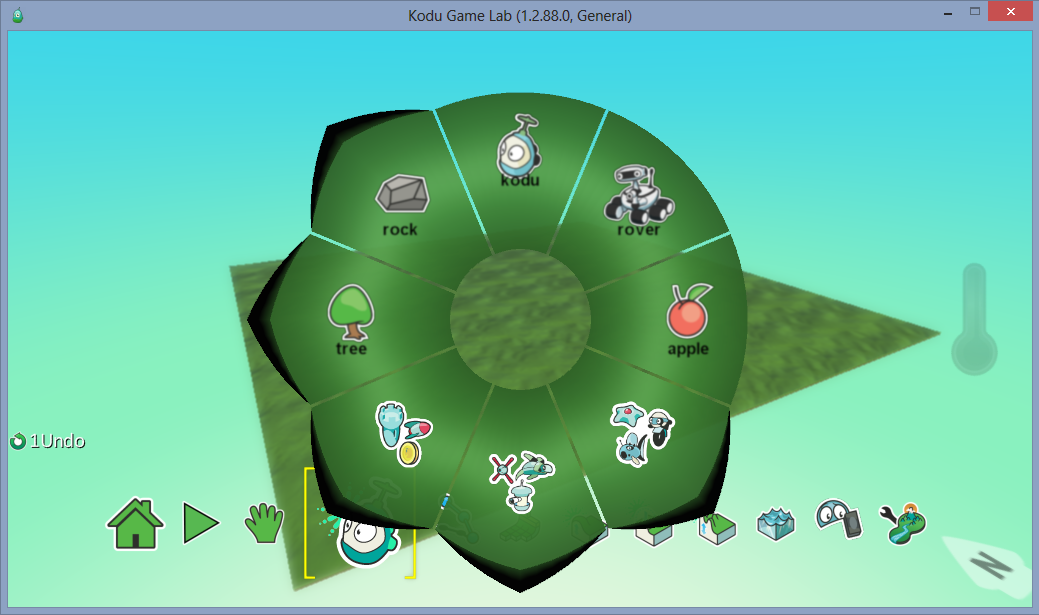 Kodu Game Lab (1.2.88.0, General)
kodu
rock
rover
tree
apple
1Undo
N